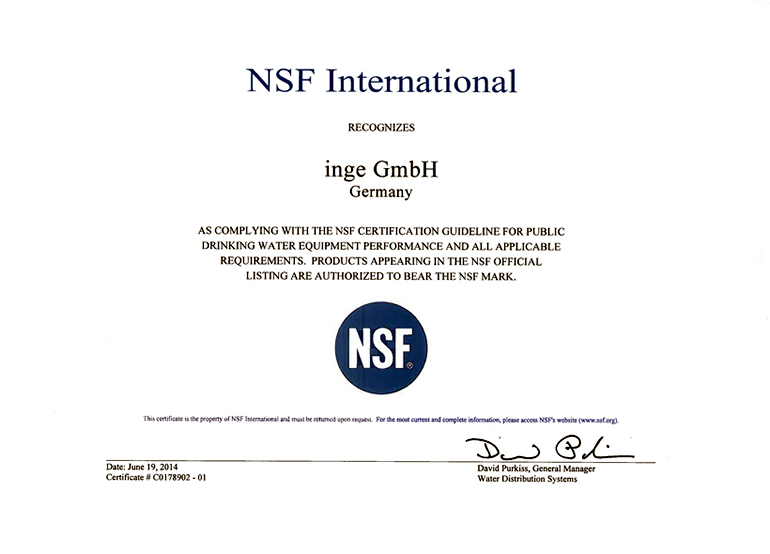 NSF International
RECOGNIZES
inge GmbH
Germany
AS COMPLYING WITH THE NSF CERTIFICATION GUIDELINE FOR PUBLIC
DRINKING WATER EQUIPMENT PERFORMANCE AND ALL APPLICABLE
REQUIREMENTS. PRODUCTS APPEARING IN THE NSF OFFICIAL
LISTING ARE AUTHORIZED TO BEAR THE NSF MARK.
NSF®
This certificate is the property of NSF International and must be returned upon request. For the most current and complete information, please access NSF's website (www.nsf.org).
Date: June 19, 2014
Certificate # C0178902 - 01
David Purkiss, General Manager
Water Distribution Systems